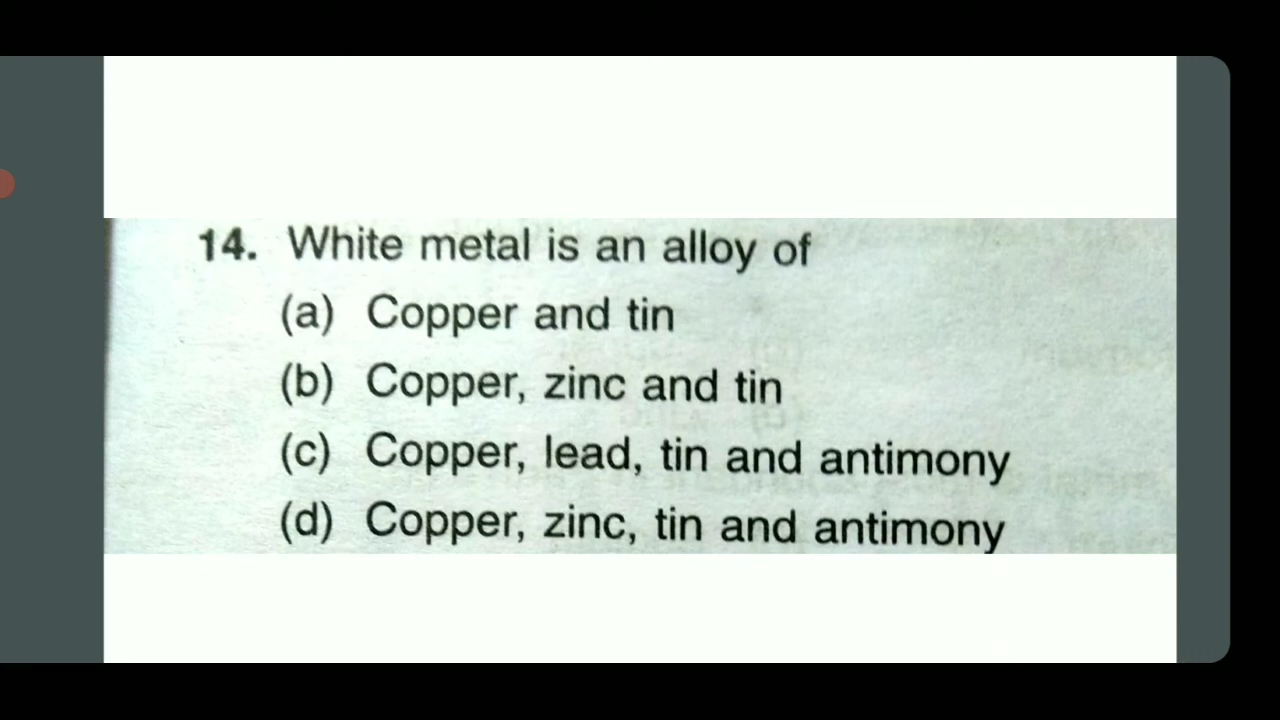 14. White metal is an alloy of
(a) Copper and tin
(b) Copper, zinc and tin
(c) Copper, lead, tin and antimony
(d) Copper, zinc, tin and antimony